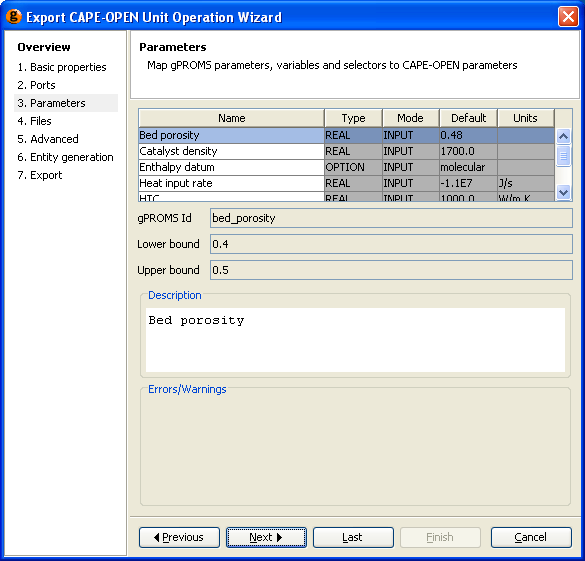 Export CAPE-OPEN Unit Operation Wizard
Overview
1. Basic properties
2. Ports
3. Parameters
4. Files
5. Advanced
6. Entity generation
7. Export
Parameters
Map gPROMS parameters, variables and selectors to CAPE-OPEN parameters
Name Type Mode Default Units
Bed porosity REAL INPUT 0.48
Catalyst density REAL INPUT 1700.0
Enthalpy datum OPTION INPUT molecular
Heat input rate REAL INPUT -1.1E7 J/s
HTC REAL INPUT 1000.0 W/m K
gPROMS Id bed_porosity
Lower bound 0.4
Upper bound 0.5
Description
Bed porosity
Errors/Warnings
Previous Next Last Finish Cancel